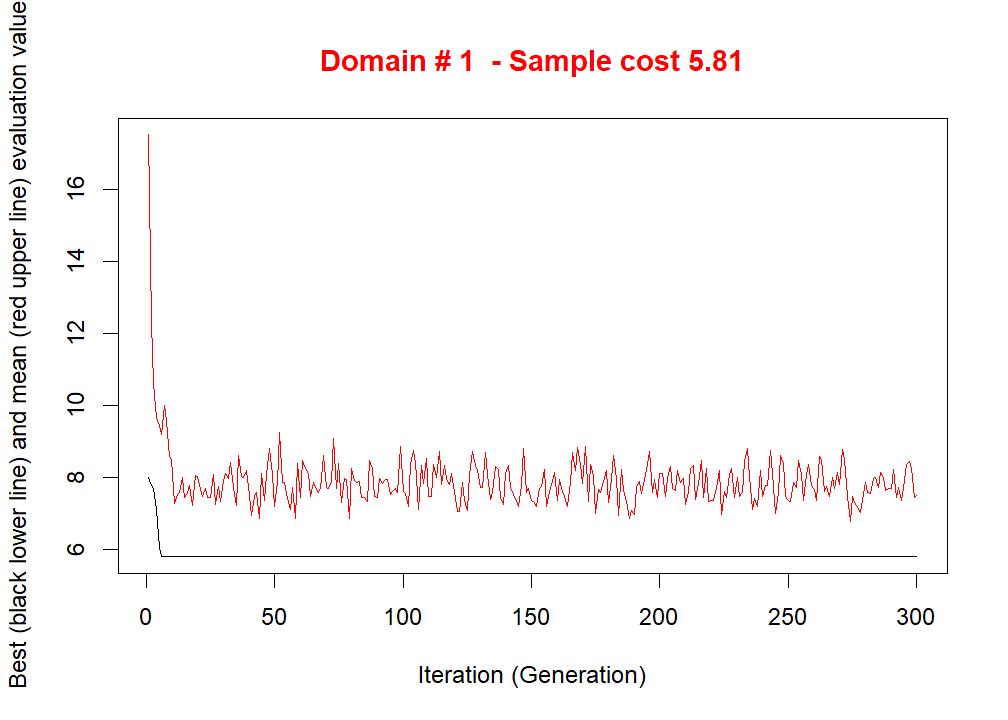 Domain # 1 - Sample cost 5.81
Best (black lower line) and mean (red upper line) evaluation value
16
14
12
10
8
6
0 50 100 150 200 250 300
Iteration (Generation)